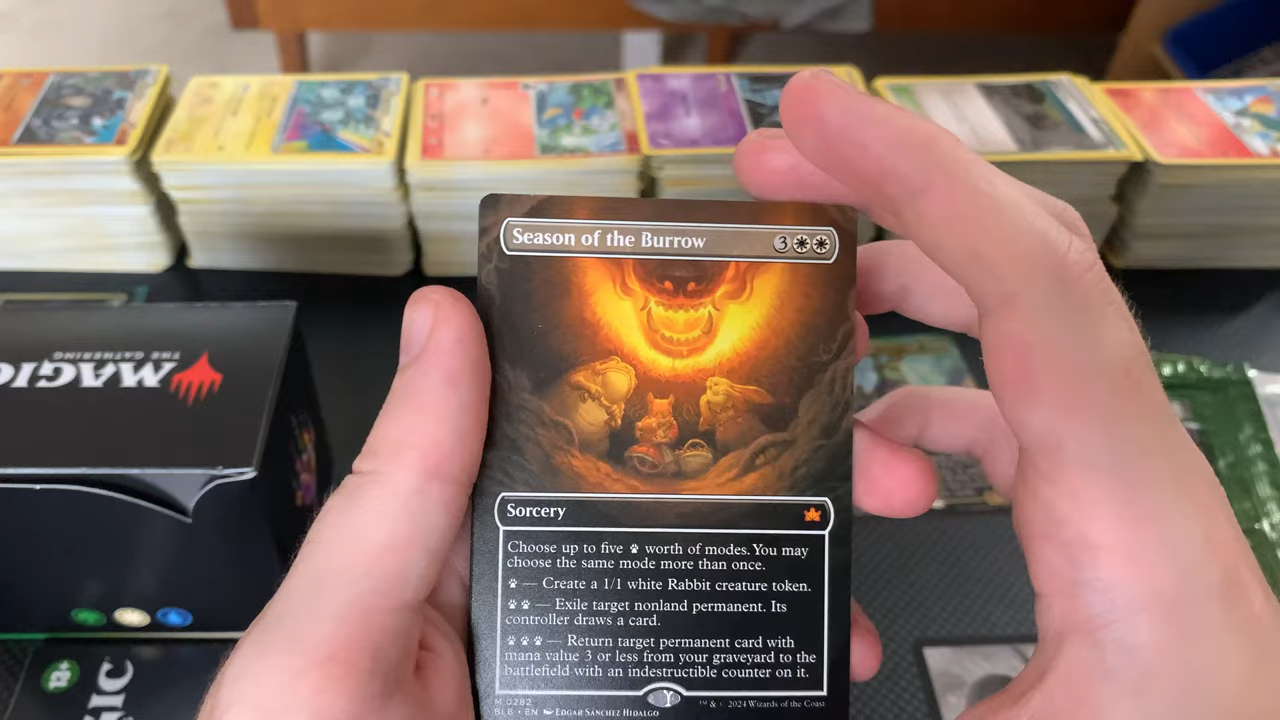 Season of the Burrow 3
MAGIC
THE GATHERING
Sorcery
Choose up to five worth of modes. You may
choose the same mode more than once.
— Create a 1/1 white Rabbit creature token.
— Exile target nonland permanent. Its
controller draws a card.
— Return target permanent card with
mana value 3 or less from your graveyard to the
battlefield with an indestructible counter on it.
M 0292
BLB • EN EDGAR SÁNCHEZ HIDALGO
™ & © 2024 Wizards of the Coast